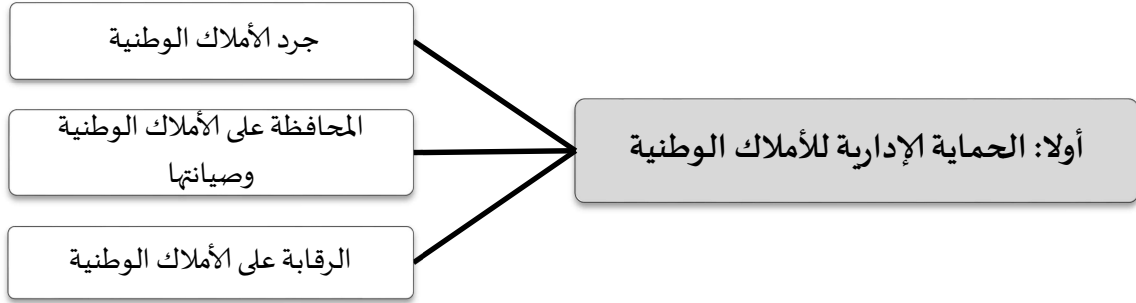 أولا: الحماية الإدارية للأملاك الوطنية
جرد الأملاك الوطنية
المحافظة على الأملاك الوطنية
وصيانتها
الرقابة على الأملاك الوطنية